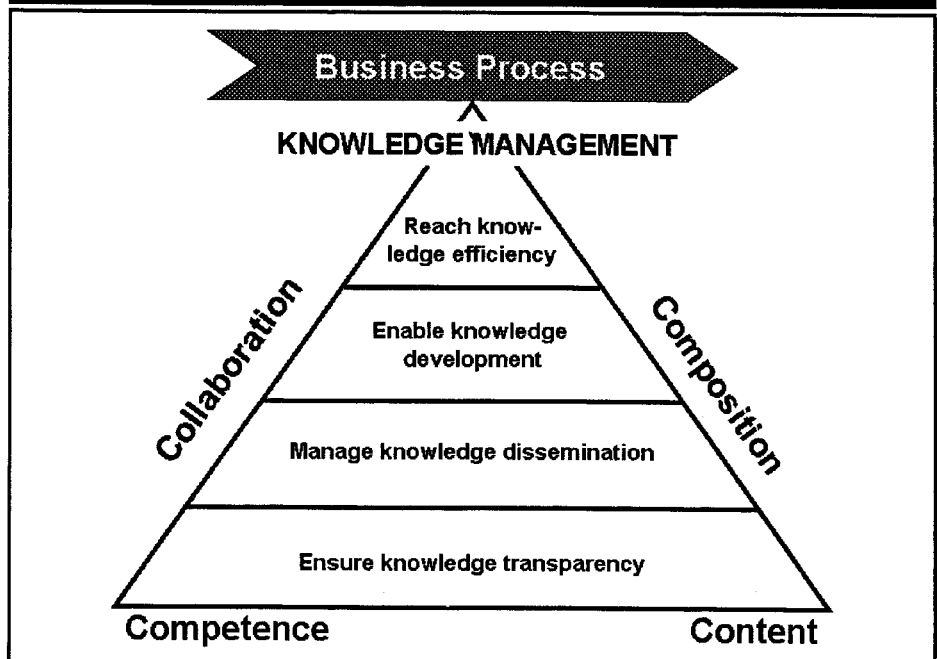 Business Process
KNOWLEDGE MANAGEMENT
Reach know-
ledge efficiency
Collaboration
Composition
Enable knowledge
development
Manage knowledge dissemination
Ensure knowledge transparency
Competence
Content